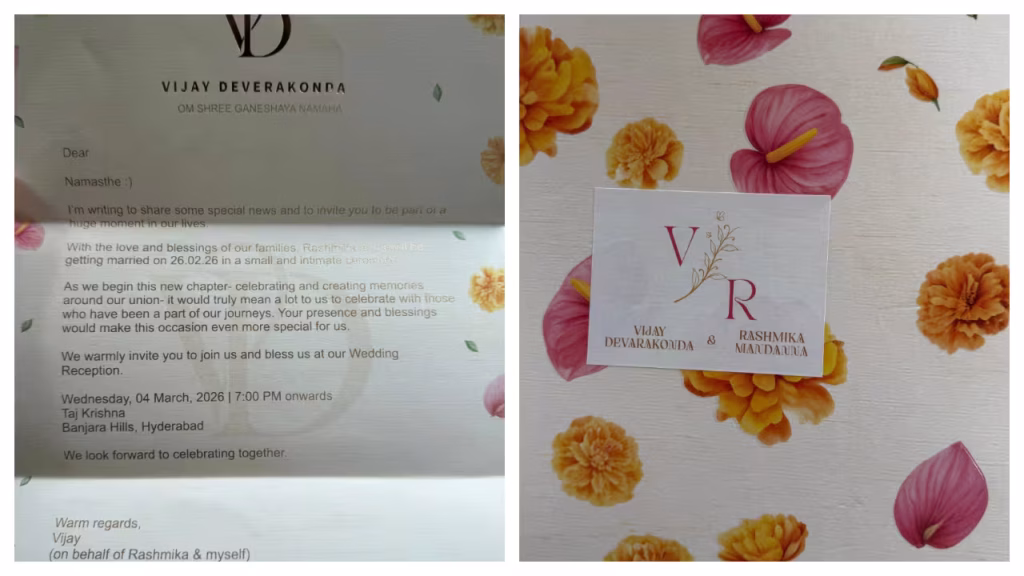 VD
VIJAY DEVERAKONDA
OM SHREE GANESHAYA NAMAHA
Dear
Namasthe :)
I'm writing to share some special news and to invite you to be part of a
huge moment in our lives.
With the love and blessings of our families,
getting married on 26.02.26 in a small and intimate
As we begin this new chapter- celebrating and creating memories
around our union- it would truly mean a lot to us to celebrate with those
who have been a part of our journeys. Your presence and blessings
would make this occasion even more special for us.
We warmly invite you to join us and bless us at our Wedding
Reception.
Wednesday, 04 March, 2026 | 7:00 PM onwards
Taj Krishna
Banjara Hills, Hyderabad
We look forward to celebrating together.
Warm regards,
Vijay
(on behalf of Rashmika & myself)
V
R
VIJAY
DEVARAKONDA
&
RASHMIKA
MANDANNA